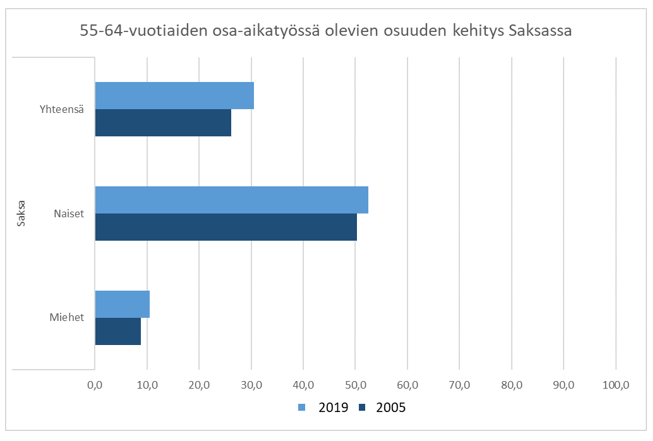 55-64-vuotiaiden osa-aikatyössä olevien osuuden kehitys Saksassa
Yhteensä
Naiset
Miehet
Saksa
0,0 10,0 20,0 30,0 40,0 50,0 60,0 70,0 80,0 90,0 100,0
2019 2005